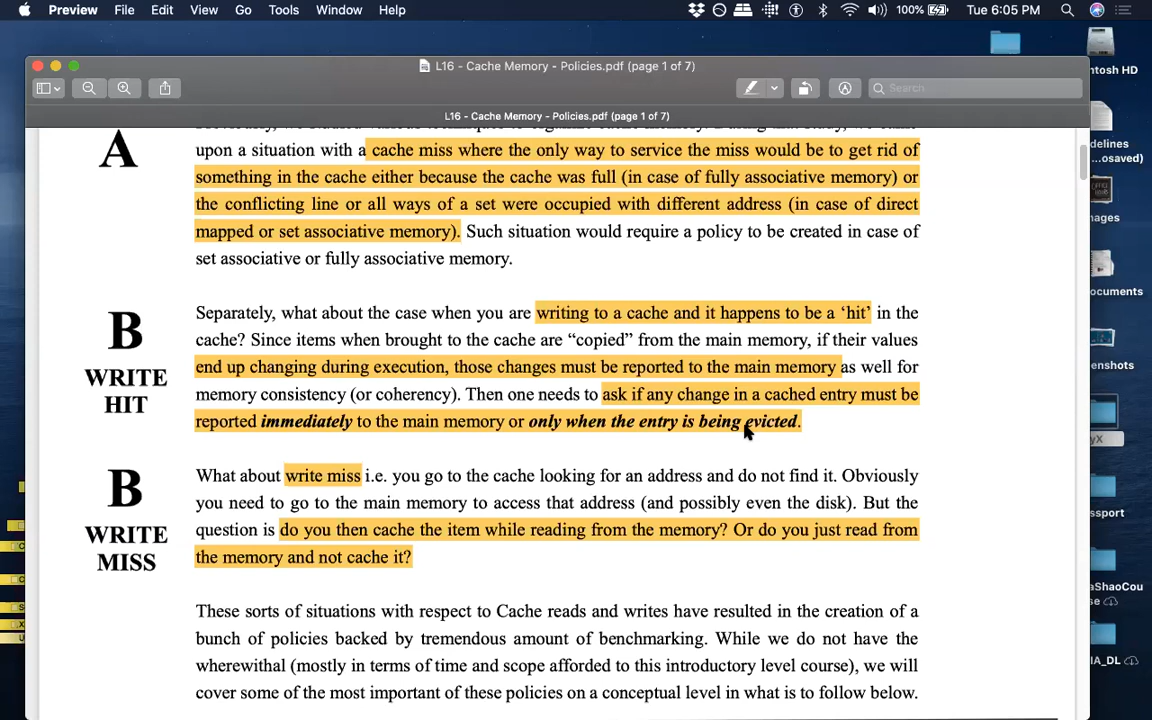 Preview File Edit View Go Tools Window Help 100% Tue 6:05 PM
L16 - Cache Memory - Policies.pdf (page 1 of 7)
Search
L16 - Cache Memory - Policies.pdf (page 1 of 7)
A
upon a situation with a cache miss where the only way to service the miss would be to get rid of
something in the cache either because the cache was full (in case of fully associative memory) or
the conflicting line or all ways of a set were occupied with different address (in case of direct
mapped or set associative memory). Such situation would require a policy to be created in case of
set associative or fully associative memory.
B
WRITE
HIT
Separately, what about the case when you are writing to a cache and it happens to be a ‘hit’ in the
cache? Since items when brought to the cache are “copied” from the main memory, if their values
end up changing during execution, those changes must be reported to the main memory as well for
memory consistency (or coherency). Then one needs to ask if any change in a cached entry must be
reported immediately to the main memory or only when the entry is being evicted.
B
WRITE
MISS
What about write miss i.e. you go to the cache looking for an address and do not find it. Obviously
you need to go to the main memory to access that address (and possibly even the disk). But the
question is do you then cache the item while reading from the memory? Or do you just read from
the memory and not cache it?
These sorts of situations with respect to Cache reads and writes have resulted in the creation of a
bunch of policies backed by tremendous amount of benchmarking. While we do not have the
wherewithal (mostly in terms of time and scope afforded to this introductory level course), we will
cover some of the most important of these policies on a conceptual level in what is to follow below.
ntosh HD
delines
...osaved)
nages
ocuments
enshots
yX
ssport
aShaoCou
se
IA_DL